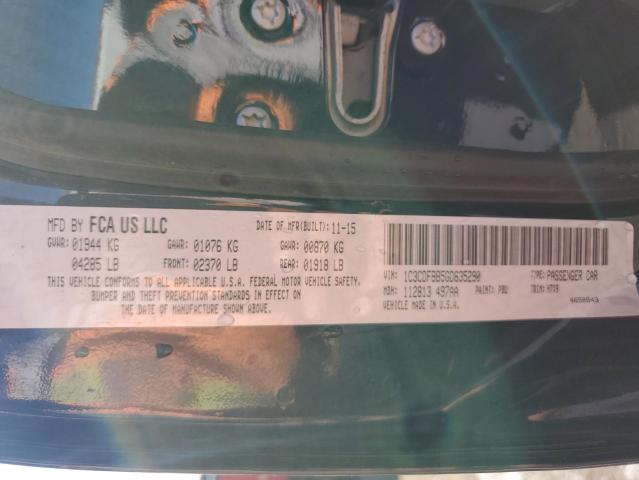 MFD BY FCA US LLC DATE OF MFR(BUILT): 11-15
GVWR: 01944 KG GAWR: 01076 KG GAWR: 00870 KG
04285 LB FRONT: 02370 LB REAR: 01918 LB
THIS VEHICLE CONFORMS TO ALL APPLICABLE U.S.A. FEDERAL MOTOR VEHICLE SAFETY,
BUMPER AND THEFT PREVENTION STANDARDS IN EFFECT ON
THE DATE OF MANUFACTURE SHOWN ABOVE.
VIN: 1C3CDFBB5GD635290 TYPE: PASSENGER CAR
MDH: 112813 497AA PAINT: PBU TRIM: H7X9
MADE IN U.S.A. 4658843